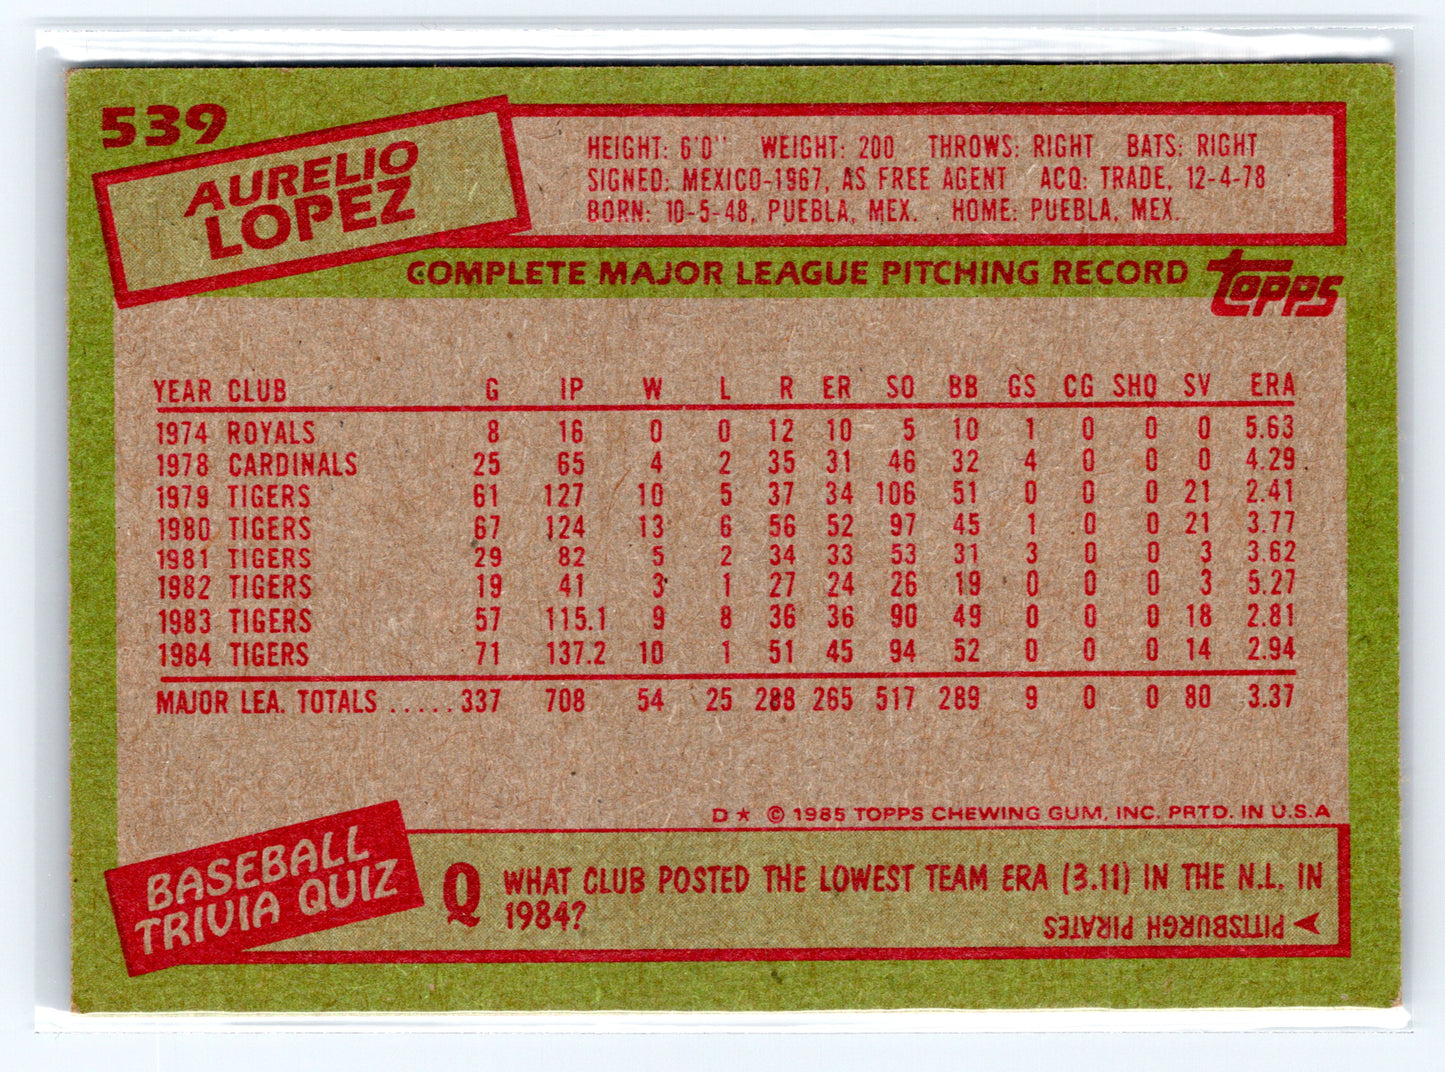 539
AURELIO
LOPEZ
HEIGHT: 6'0" WEIGHT: 200 THROWS: RIGHT BATS: RIGHT
SIGNED: MEXICO-1967, AS FREE AGENT ACQ: TRADE, 12-4-78
BORN: 10-5-48, PUEBLA, MEX. HOME: PUEBLA, MEX.
COMPLETE MAJOR LEAGUE PITCHING RECORD
topps
YEAR CLUB G IP W L R ER SO BB GS CG SHO SV ERA
1974 ROYALS 8 16 0 0 12 10 5 10 1 0 0 0 5.63
1978 CARDINALS 25 65 4 2 35 31 46 32 4 0 0 0 4.29
1979 TIGERS 61 127 10 5 37 34 106 51 0 0 0 21 2.41
1980 TIGERS 67 124 13 6 56 52 97 45 1 0 0 21 3.77
1981 TIGERS 29 82 5 2 34 33 53 31 3 0 0 3 3.62
1982 TIGERS 19 41 3 1 27 24 26 19 0 0 0 3 5.27
1983 TIGERS 57 115.1 9 8 36 36 90 49 0 0 0 18 2.81
1984 TIGERS 71 137.2 10 1 51 45 94 52 0 0 0 14 2.94
MAJOR LEA. TOTALS ..... 337 708 54 25 288 265 517 289 9 0 0 80 3.37
D★ © 1985 TOPPS CHEWING GUM, INC. PRTD. IN U.S.A
BASEBALL
TRIVIA QUIZ
Q WHAT CLUB POSTED THE LOWEST TEAM ERA (3.11) IN THE N.L. IN
1984?
PITTSBURGH PIRATES